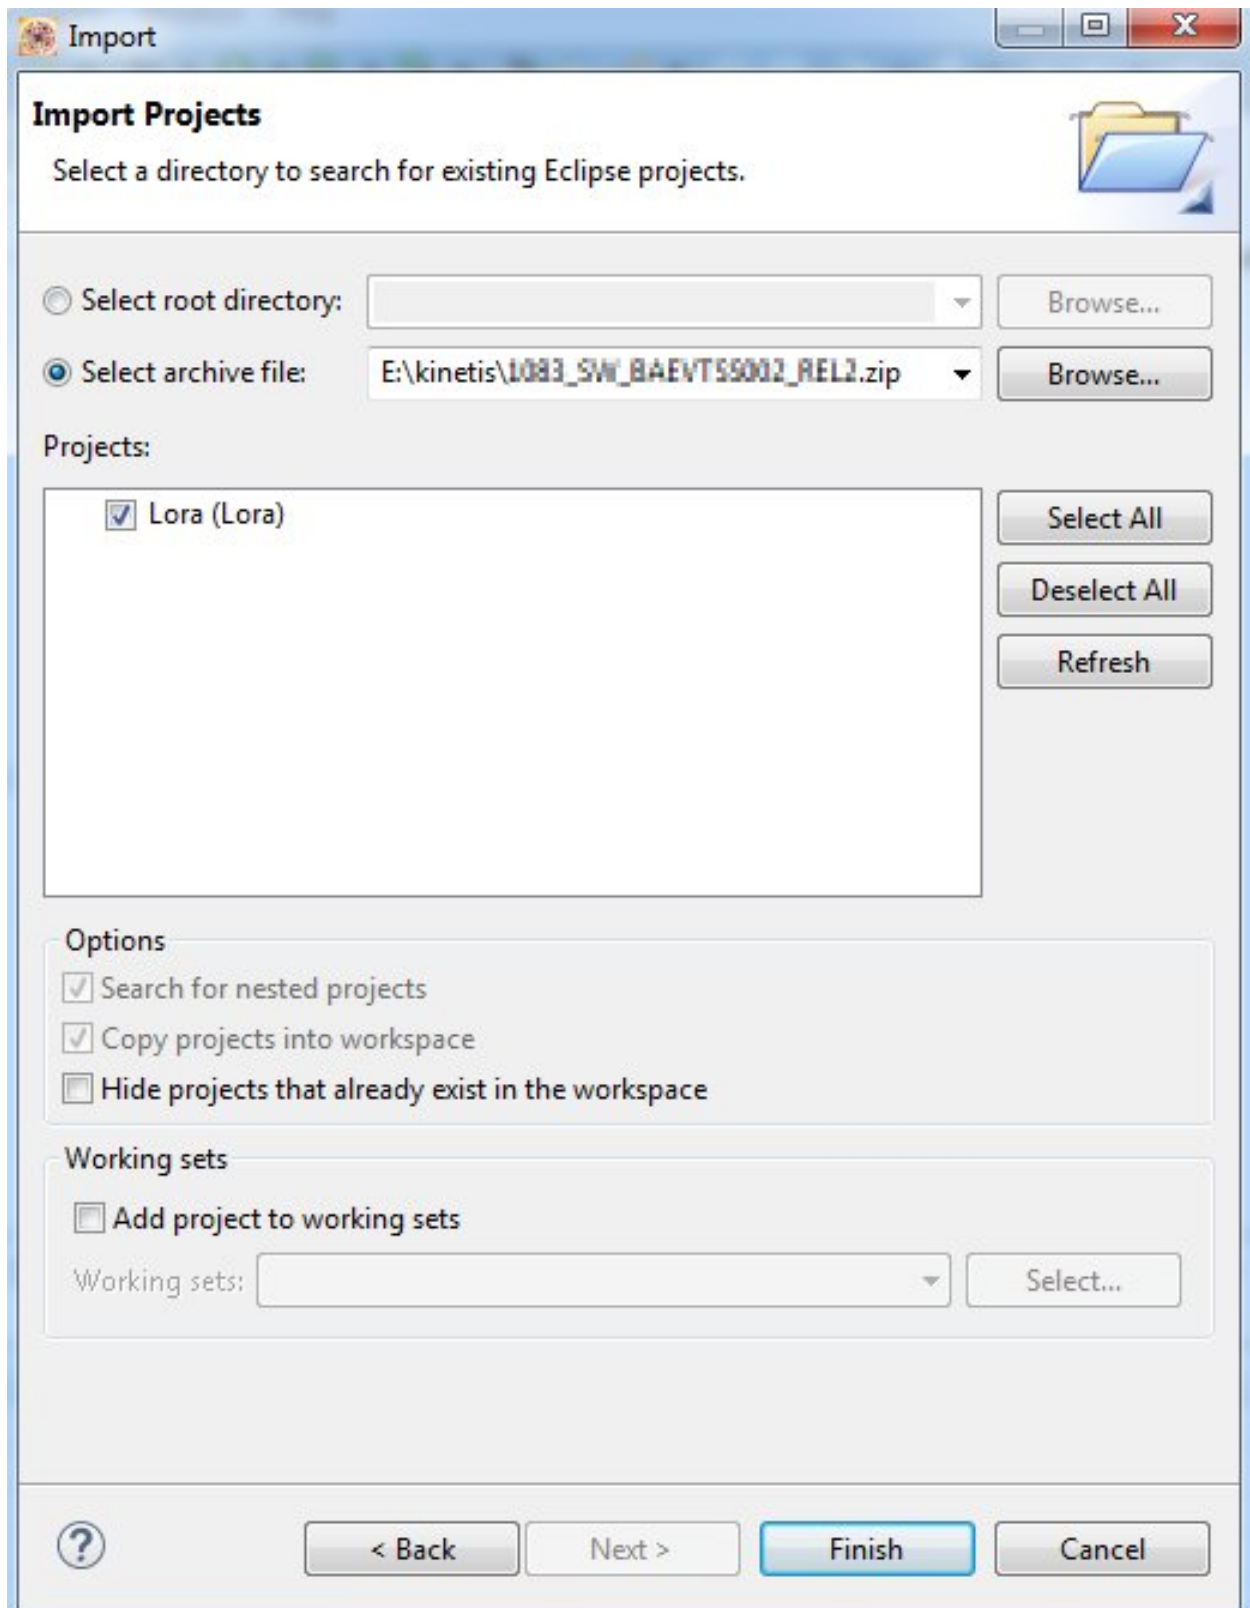 Import
Import Projects
Select a directory to search for existing Eclipse projects.
Select root directory:
Browse...
Select archive file:
E:\kinetis\1083_SW_BAEVTSS002_REL2.zip
Browse...
Projects:
Lora (Lora)
Select All
Deselect All
Refresh
Options
Search for nested projects
Copy projects into workspace
Hide projects that already exist in the workspace
Working sets
Add project to working sets
Working sets:
Select...
?
< Back
Next >
Finish
Cancel